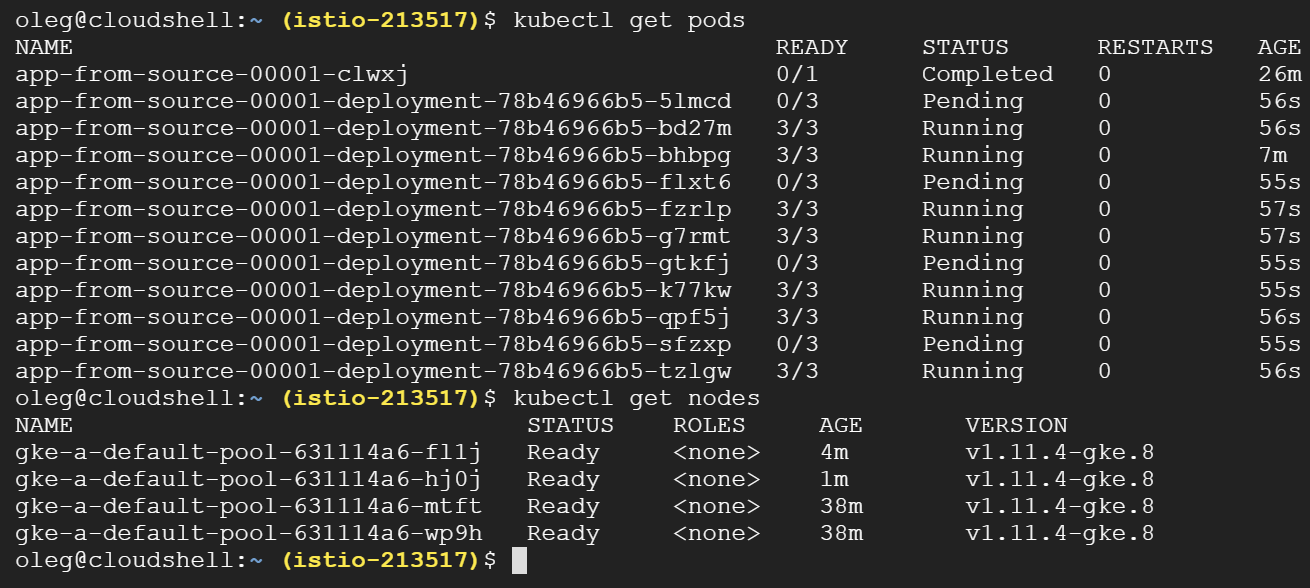 oleg@cloudshell:~ (istio-213517)$ kubectl get pods
NAME READY STATUS RESTARTS AGE
app-from-source-00001-clwxj 0/1 Completed 0 26m
app-from-source-00001-deployment-78b46966b5-5lmcd 0/3 Pending 0 56s
app-from-source-00001-deployment-78b46966b5-bd27m 3/3 Running 0 56s
app-from-source-00001-deployment-78b46966b5-bhbpg 3/3 Running 0 7m
app-from-source-00001-deployment-78b46966b5-flxt6 0/3 Pending 0 55s
app-from-source-00001-deployment-78b46966b5-fzrlp 3/3 Running 0 57s
app-from-source-00001-deployment-78b46966b5-g7rmt 3/3 Running 0 57s
app-from-source-00001-deployment-78b46966b5-gtkfj 0/3 Pending 0 55s
app-from-source-00001-deployment-78b46966b5-k77kw 3/3 Running 0 55s
app-from-source-00001-deployment-78b46966b5-qpf5j 3/3 Running 0 56s
app-from-source-00001-deployment-78b46966b5-sfzxp 0/3 Pending 0 55s
app-from-source-00001-deployment-78b46966b5-tzlgw 3/3 Running 0 56s
oleg@cloudshell:~ (istio-213517)$ kubectl get nodes
NAME STATUS ROLES AGE VERSION
gke-a-default-pool-631114a6-fl1j Ready <none> 4m v1.11.4-gke.8
gke-a-default-pool-631114a6-hj0j Ready <none> 1m v1.11.4-gke.8
gke-a-default-pool-631114a6-mtft Ready <none> 38m v1.11.4-gke.8
gke-a-default-pool-631114a6-wp9h Ready <none> 38m v1.11.4-gke.8
oleg@cloudshell:~ (istio-213517)$